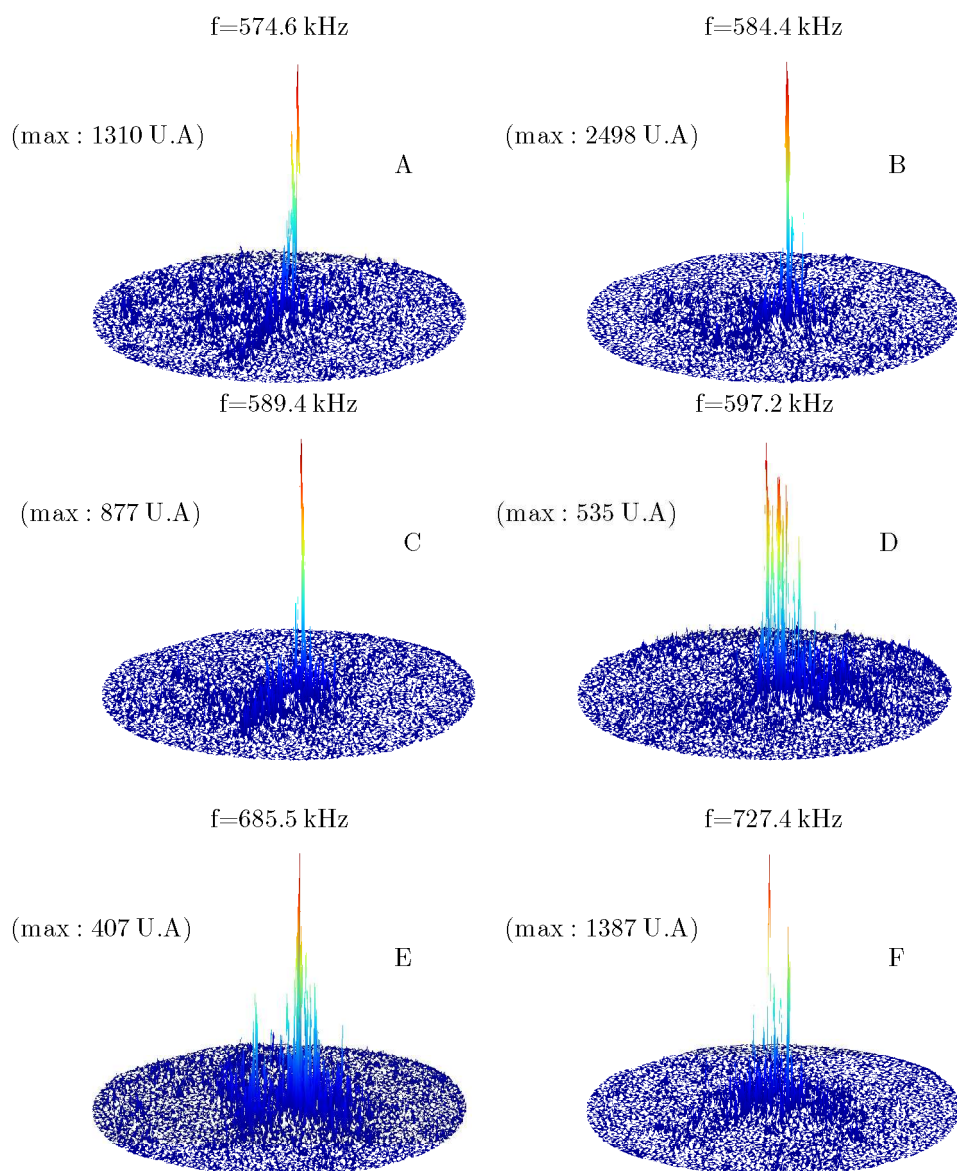 f=574.6 kHz
f=584.4 kHz
(max : 1310 U.A)
(max : 2498 U.A)
A
B
f=589.4 kHz
f=597.2 kHz
(max : 877 U.A)
(max : 535 U.A)
C
D
f=685.5 kHz
f=727.4 kHz
(max : 407 U.A)
(max : 1387 U.A)
E
F